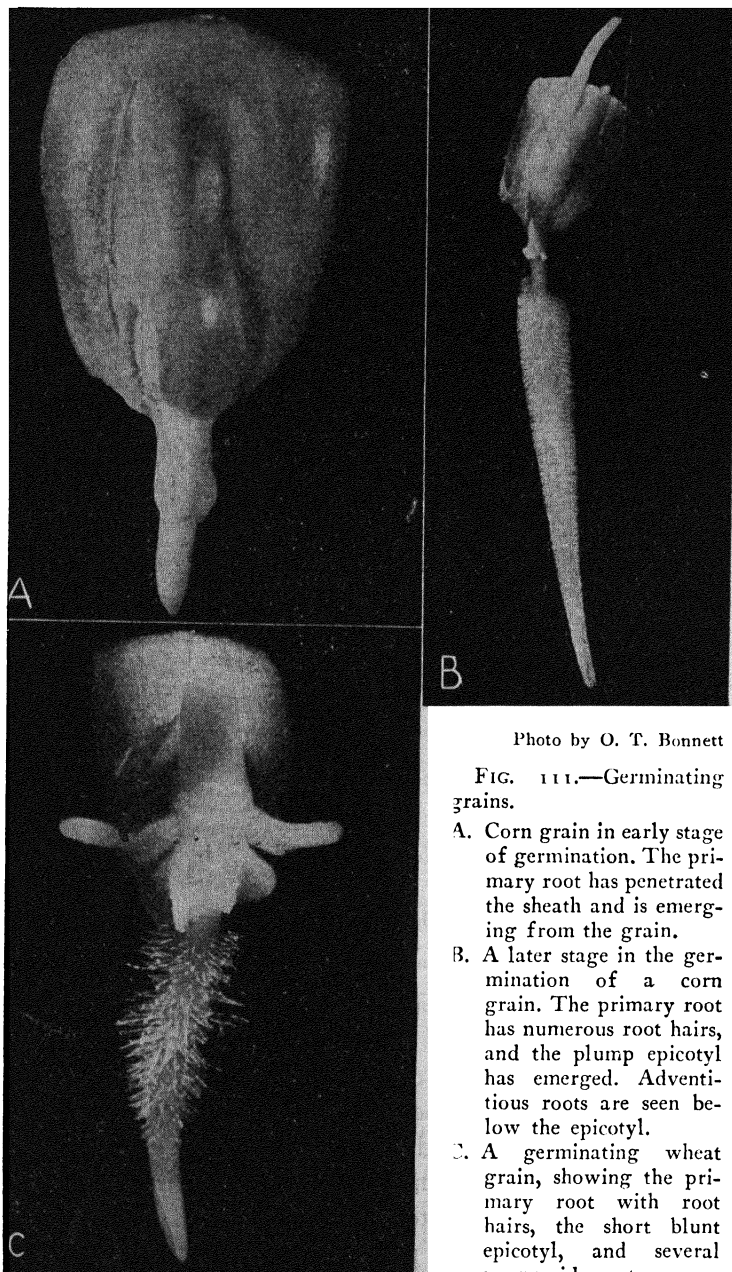 A
B
C
Photo by O. T. Bonnett
FIG. 111.—Germinating
grains.
A. Corn grain in early stage
of germination. The pri-
mary root has penetrated
the sheath and is emerg-
ing from the grain.
B. A later stage in the ger-
mination of a corn
grain. The primary root
has numerous root hairs,
and the plump epicotyl
has emerged. Adventi-
tious roots are seen be-
low the epicotyl.
C. A germinating wheat
grain, showing the pri-
mary root with root
hairs, the short blunt
epicotyl, and several